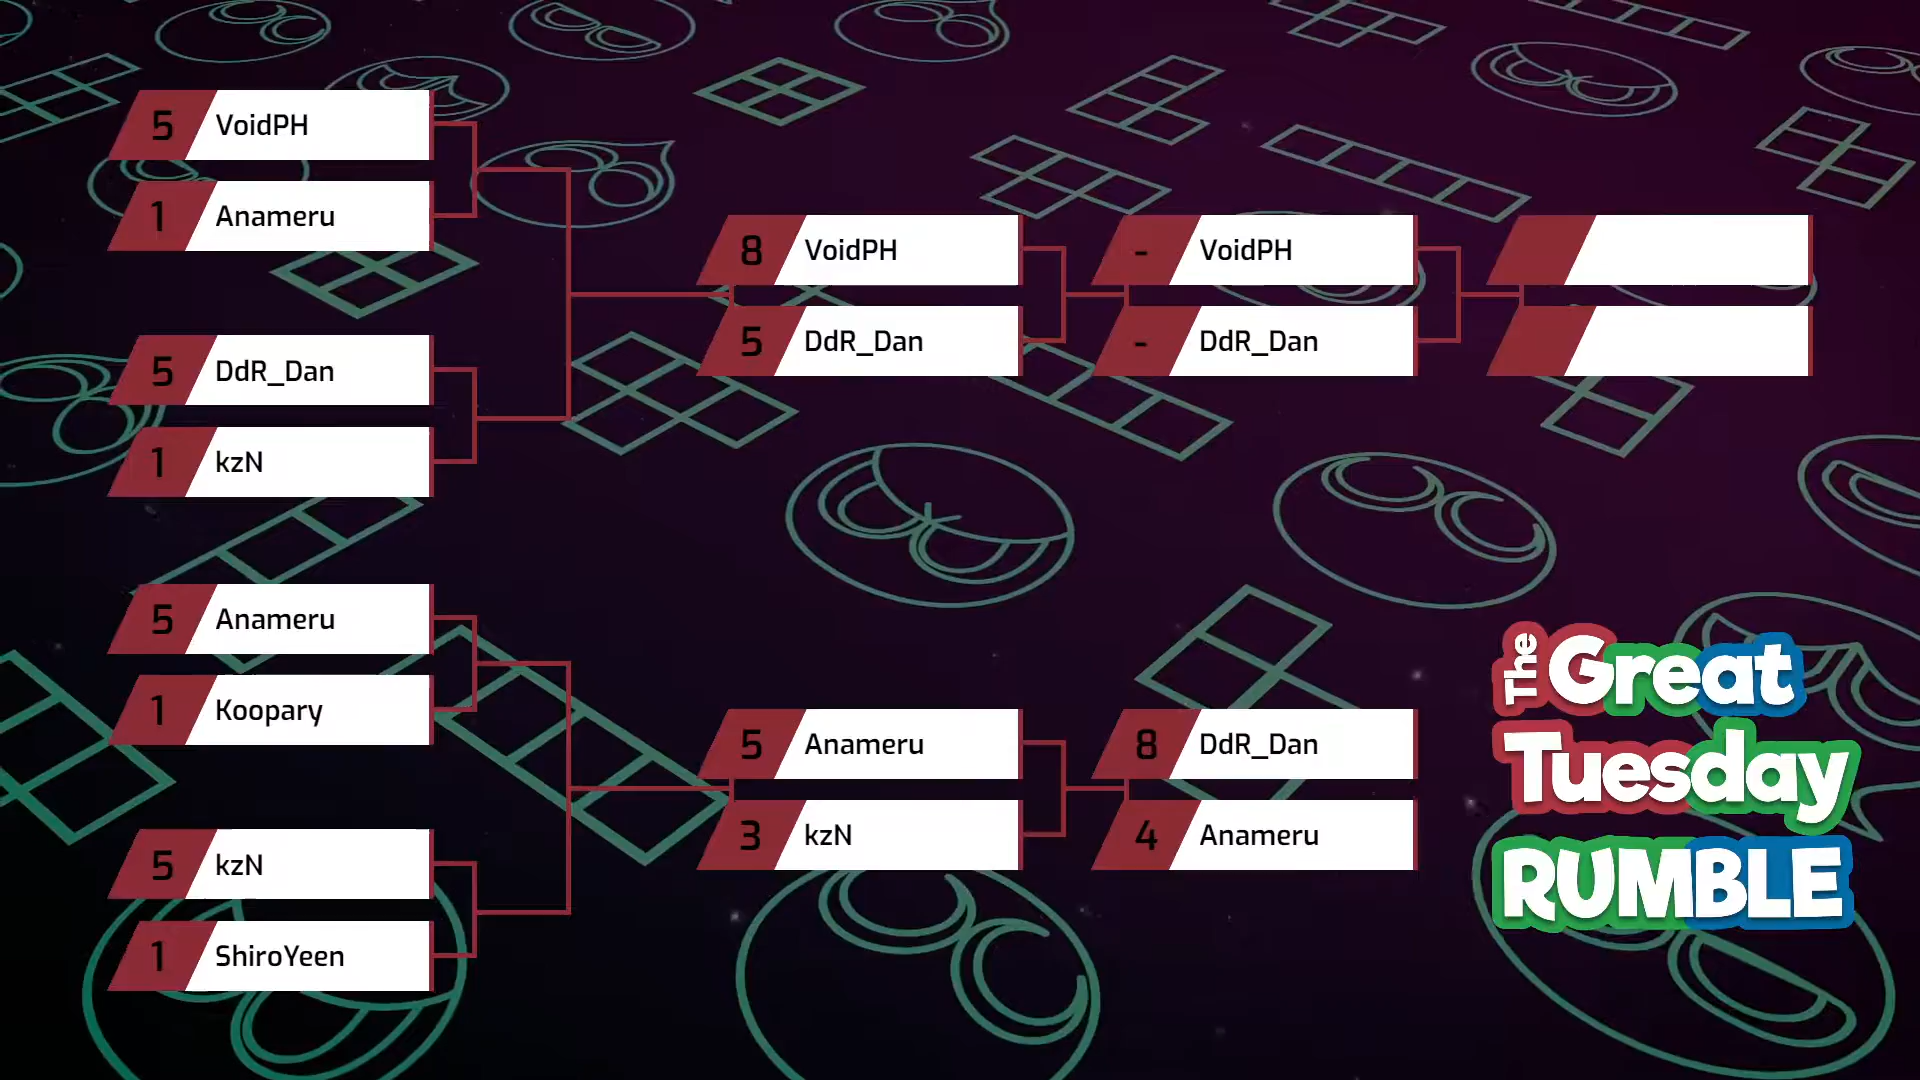 5 VoidPH
1 Anameru
5 DdR_Dan
1 kzN
8 VoidPH
5 DdR_Dan
- VoidPH
- DdR_Dan
5 Anameru
1 Koopary
5 kzN
1 ShiroYeen
5 Anameru
3 kzN
8 DdR_Dan
4 Anameru
The Great
Tuesday
RUMBLE